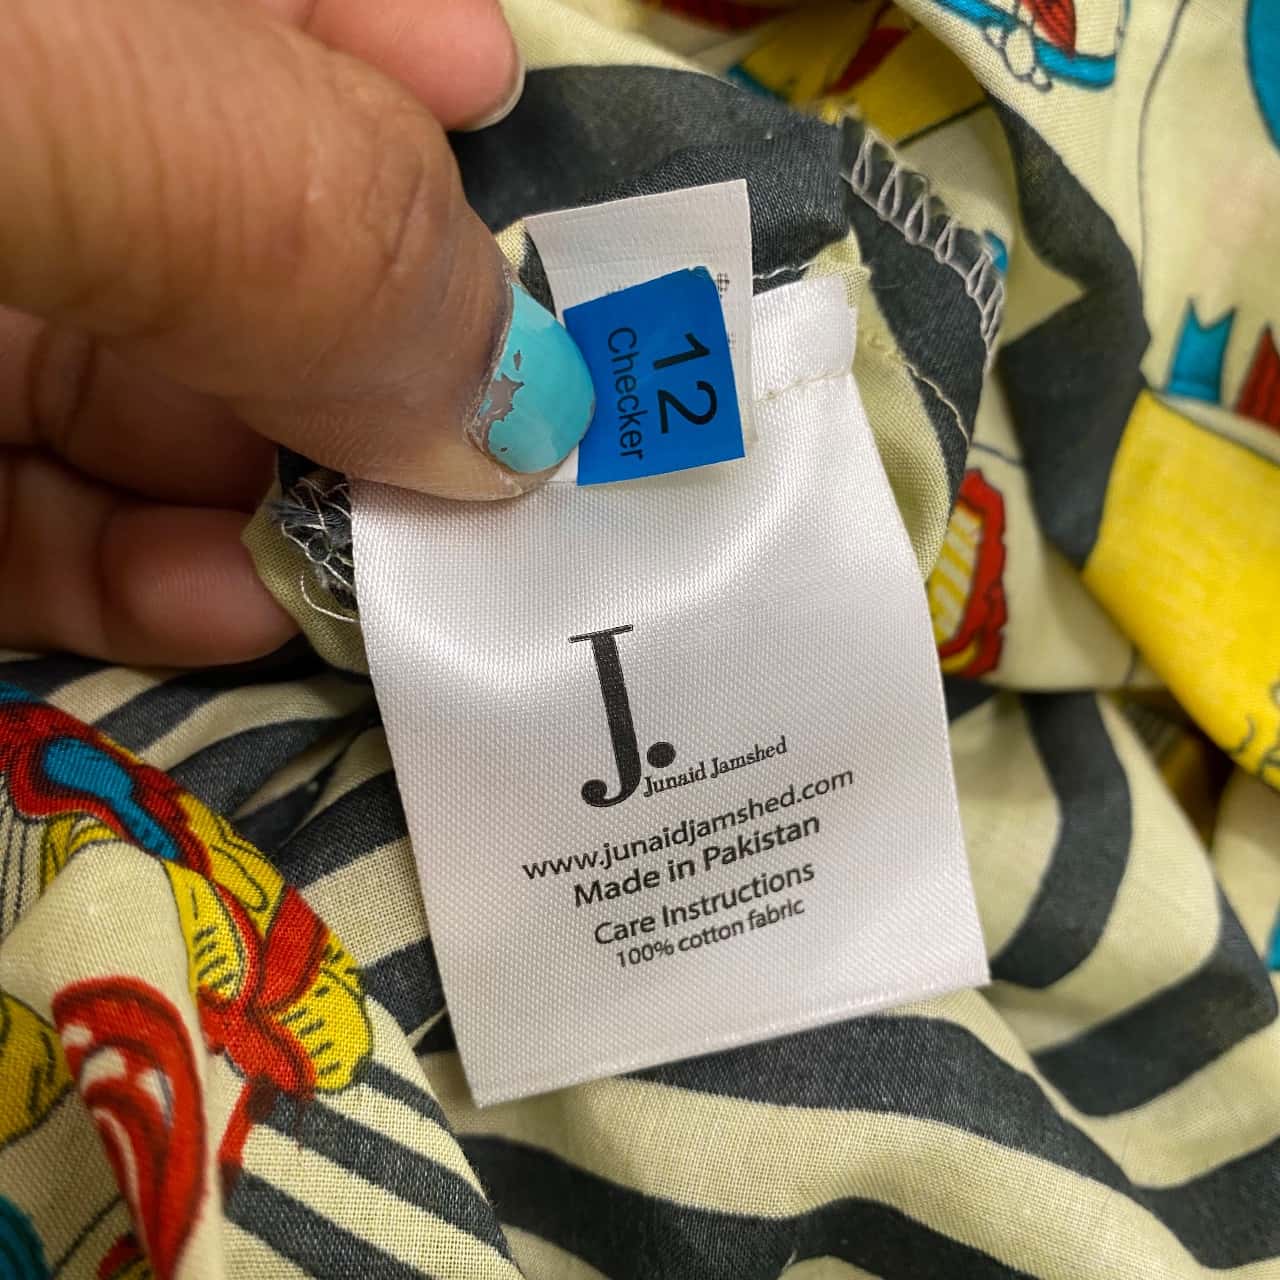 12
Checker
J.
Junaid Jamshed
www.junaidjamshed.com
Made in Pakistan
Care Instructions
100% cotton fabric